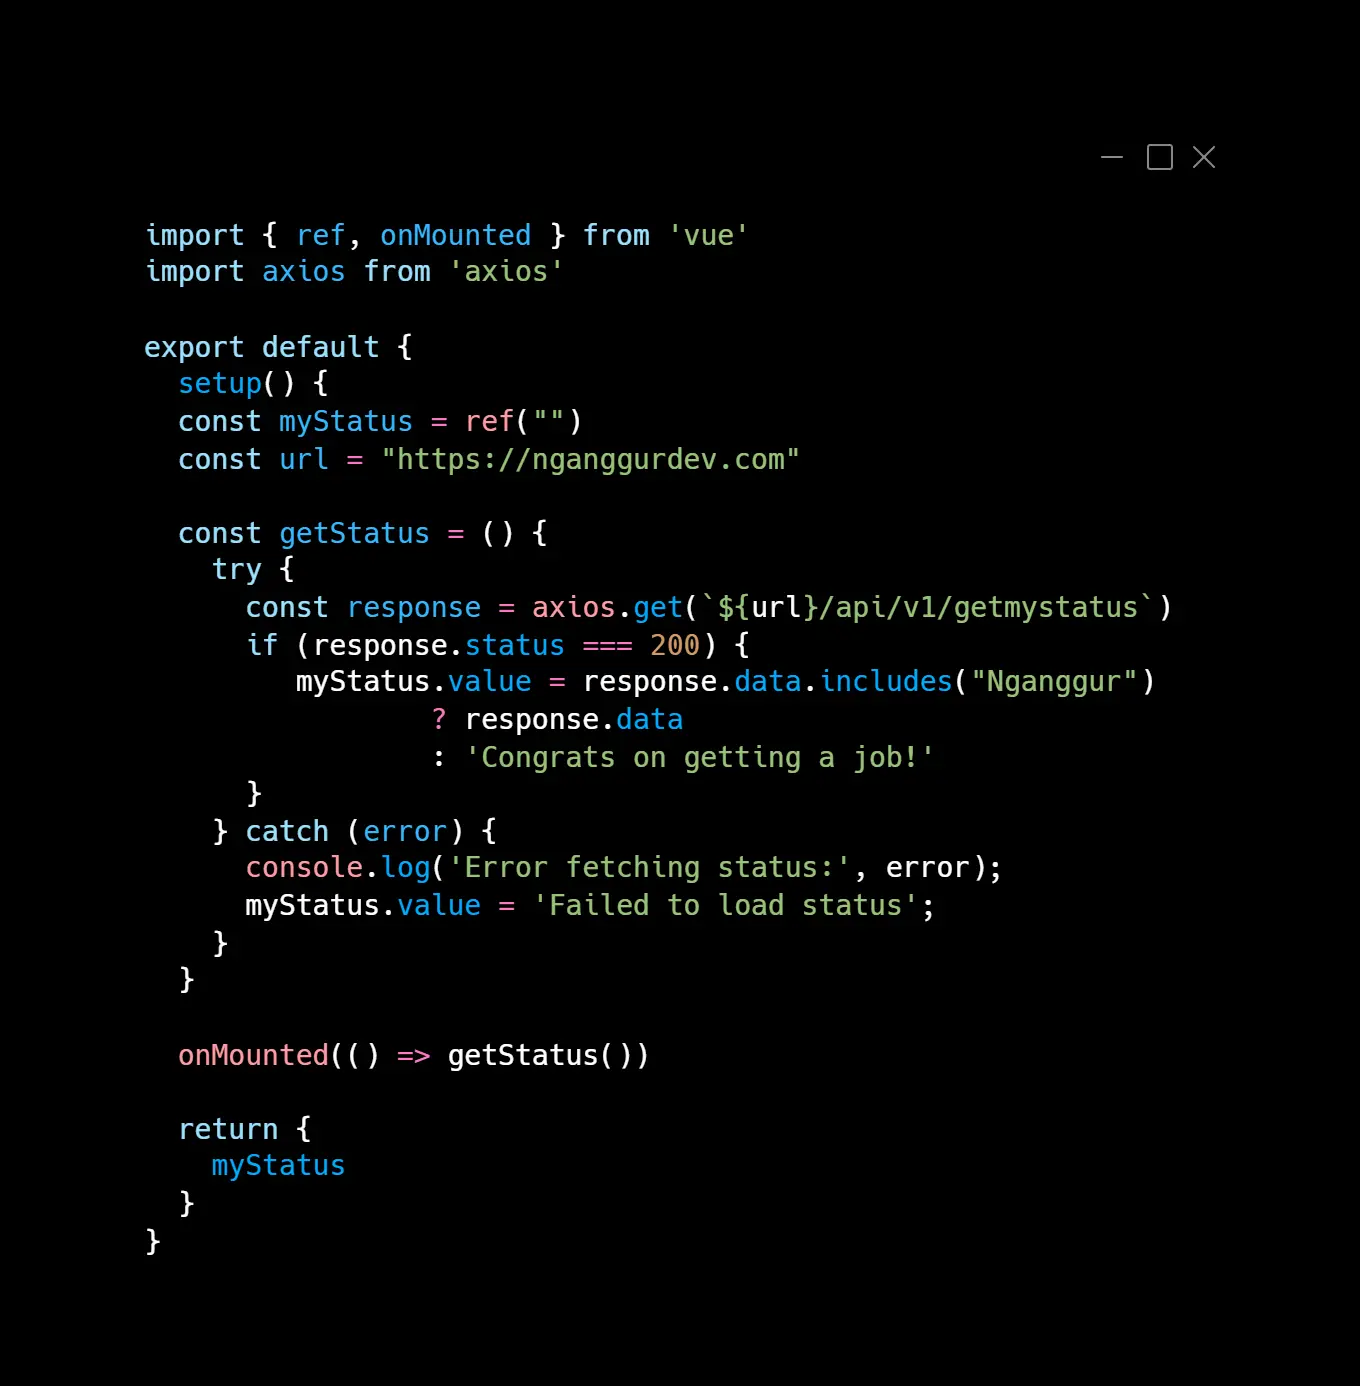 import { ref, onMounted } from 'vue'
import axios from 'axios'

export default {
  setup() {
  const myStatus = ref("")
  const url = "https://nganggurdev.com"

  const getStatus = () {
    try {
      const response = axios.get(`${url}/api/v1/getmystatus`)
      if (response.status === 200) {
         myStatus.value = response.data.includes("Nganggur")
                 ? response.data
                 : 'Congrats on getting a job!'
      }
    } catch (error) {
      console.log('Error fetching status:', error);
      myStatus.value = 'Failed to load status';
    }
  }

  onMounted(() => getStatus())

  return {
    myStatus
  }
}